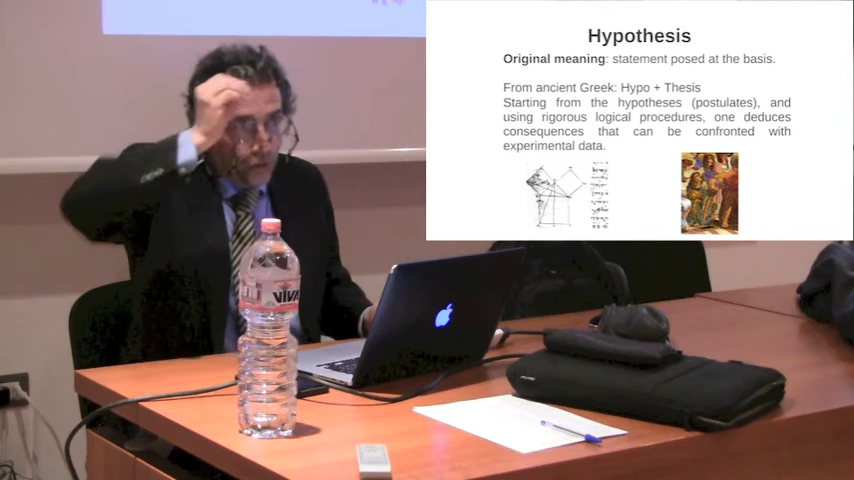 Hypothesis
Original meaning: statement posed at the basis.
From ancient Greek: Hypo + Thesis
Starting from the hypotheses (postulates), and
using rigorous logical procedures, one deduces
consequences that can be confronted with
experimental data.
VIVA